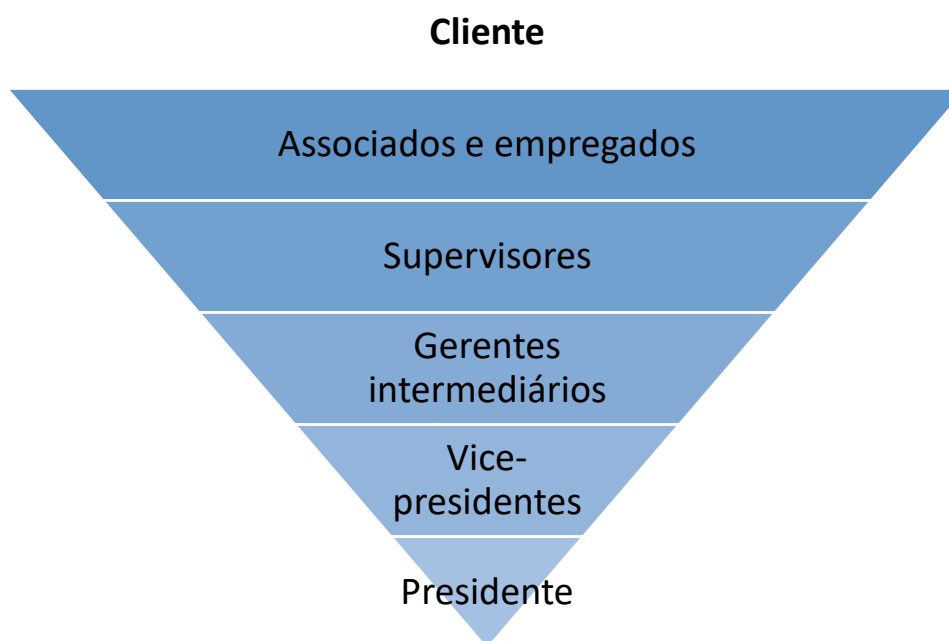 Cliente
Associados e empregados
Supervisores
Gerentes
intermediários
Vice-
presidentes
Presidente